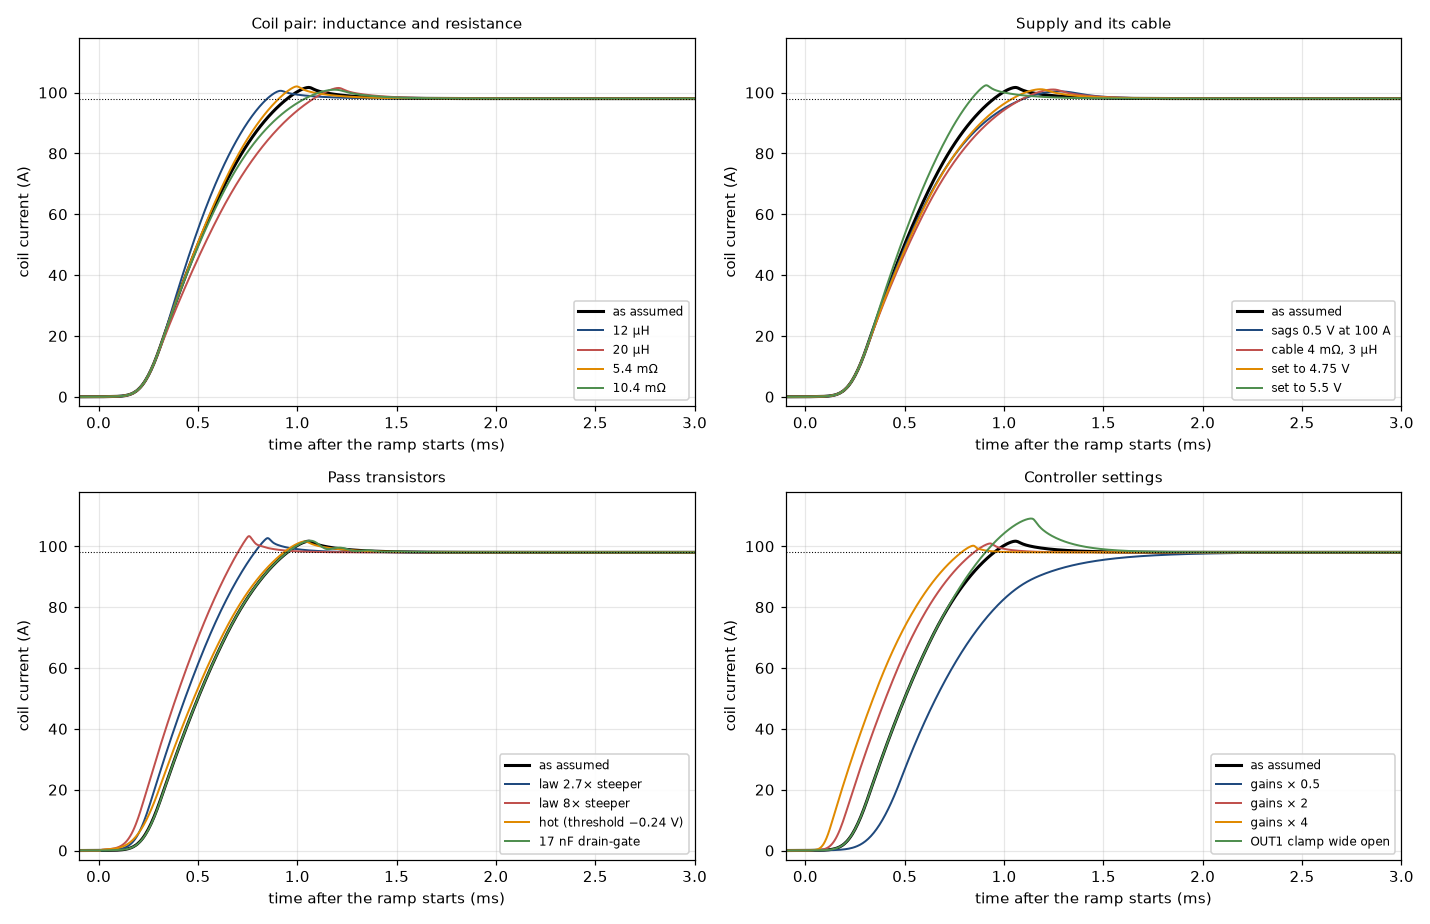 Coil pair: inductance and resistance
100
80
60
40
20
0
coil current (A)
as assumed
12 µH
20 µH
5.4 mΩ
10.4 mΩ
0.0 0.5 1.0 1.5 2.0 2.5 3.0
time after the ramp starts (ms)
Supply and its cable
100
80
60
40
20
0
coil current (A)
as assumed
sags 0.5 V at 100 A
cable 4 mΩ, 3 µH
set to 4.75 V
set to 5.5 V
0.0 0.5 1.0 1.5 2.0 2.5 3.0
time after the ramp starts (ms)
Pass transistors
100
80
60
40
20
0
coil current (A)
as assumed
law 2.7× steeper
law 8× steeper
hot (threshold −0.24 V)
17 nF drain-gate
0.0 0.5 1.0 1.5 2.0 2.5 3.0
time after the ramp starts (ms)
Controller settings
100
80
60
40
20
0
coil current (A)
as assumed
gains × 0.5
gains × 2
gains × 4
OUT1 clamp wide open
0.0 0.5 1.0 1.5 2.0 2.5 3.0
time after the ramp starts (ms)